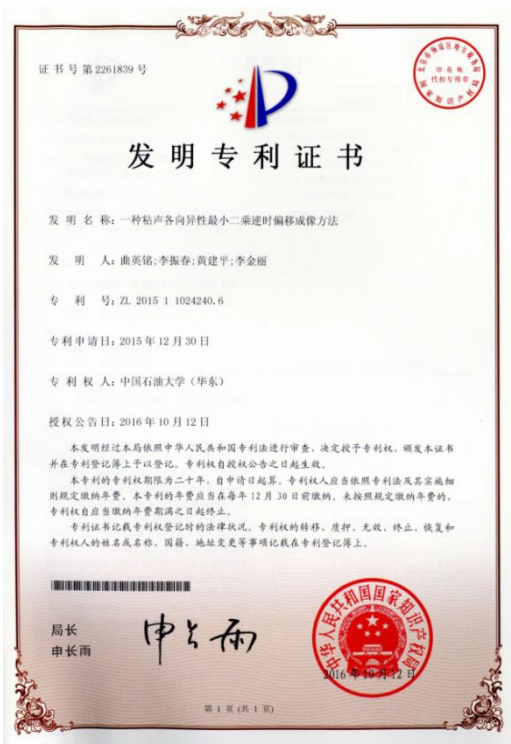 证书号第2261839号
印花税
代扣专用章
国家知识产权局
发明专利证书
发 明 名 称：一种粘声各向异性最小二乘逆时偏移成像方法
发 明 人：曲英铭;李振春;黄建平;李金丽
专 利 号：ZL 2015 1 1024240.6
专利申请日：2015年12月30日
专 利 权 人：中国石油大学（华东）
授权公告日：2016年10月12日
本发明经过本局依照中华人民共和国专利法进行审查，决定授予专利权，颁发本证书
并在专利登记簿上予以登记。专利权自授权公告之日起生效。
本专利的专利权期限为二十年，自申请日起算。专利权人应当依照专利法及其实施细
则规定缴纳年费。本专利的年费应当在每年12月30日前缴纳。未按照规定缴纳年费的，
专利权自应当缴纳年费期满之日起终止。
专利证书记载专利权登记时的法律状况。专利权的转移、质押、无效、终止、恢复和
专利权人的姓名或名称、国籍、地址变更等事项记载在专利登记簿上。
局长
申长雨
申长雨
中华人民共和国国家知识产权局
2016年10月12日
第 1 页 (共 1 页)